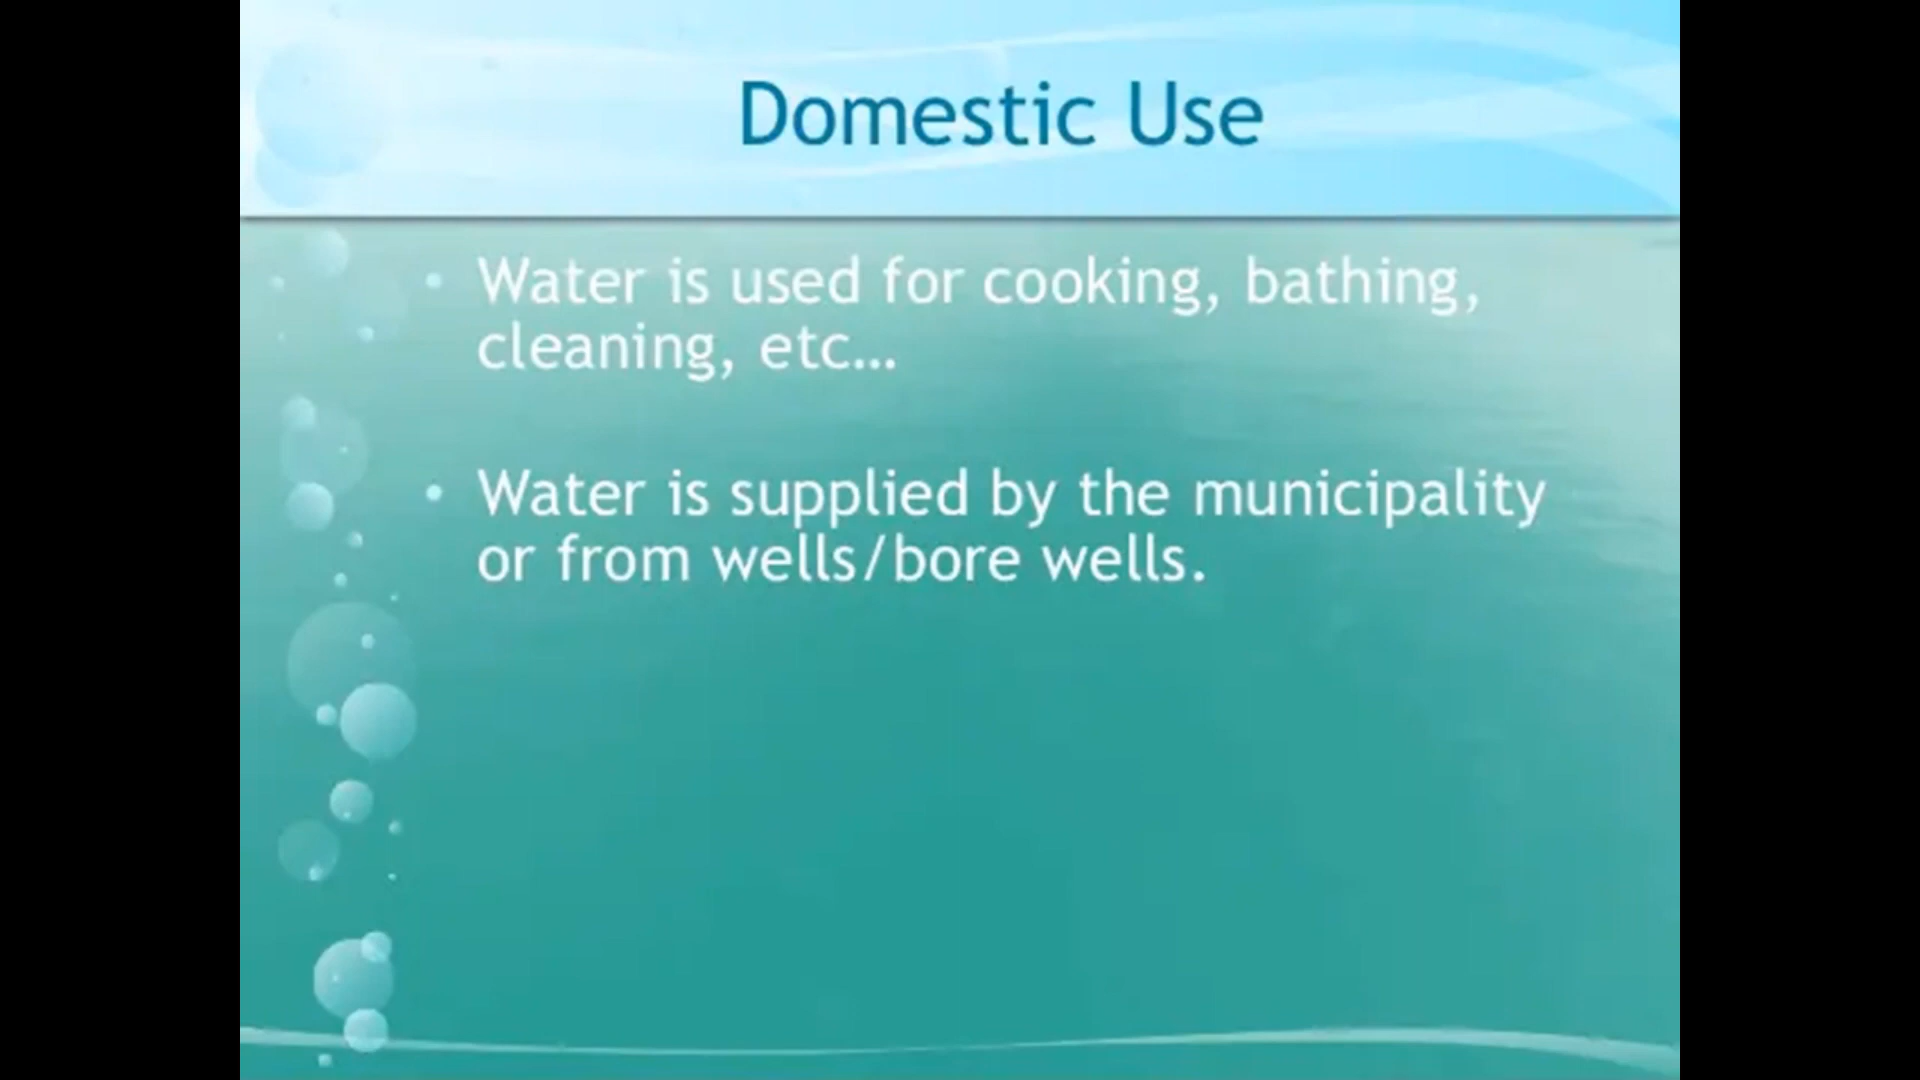 Domestic Use
• Water is used for cooking, bathing,
cleaning, etc…
• Water is supplied by the municipality
or from wells/bore wells.